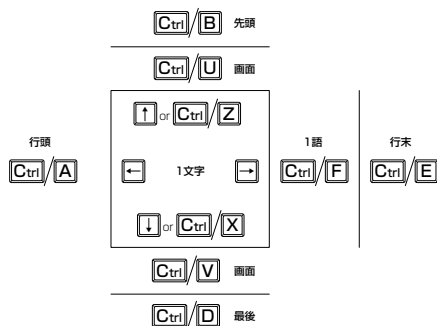 Ctrl/B 先頭
Ctrl/U 画面
↑ or Ctrl/Z
行頭
Ctrl/A
← 1文字 →
1語
Ctrl/F
行末
Ctrl/E
↓ or Ctrl/X
Ctrl/V 画面
Ctrl/D 最後